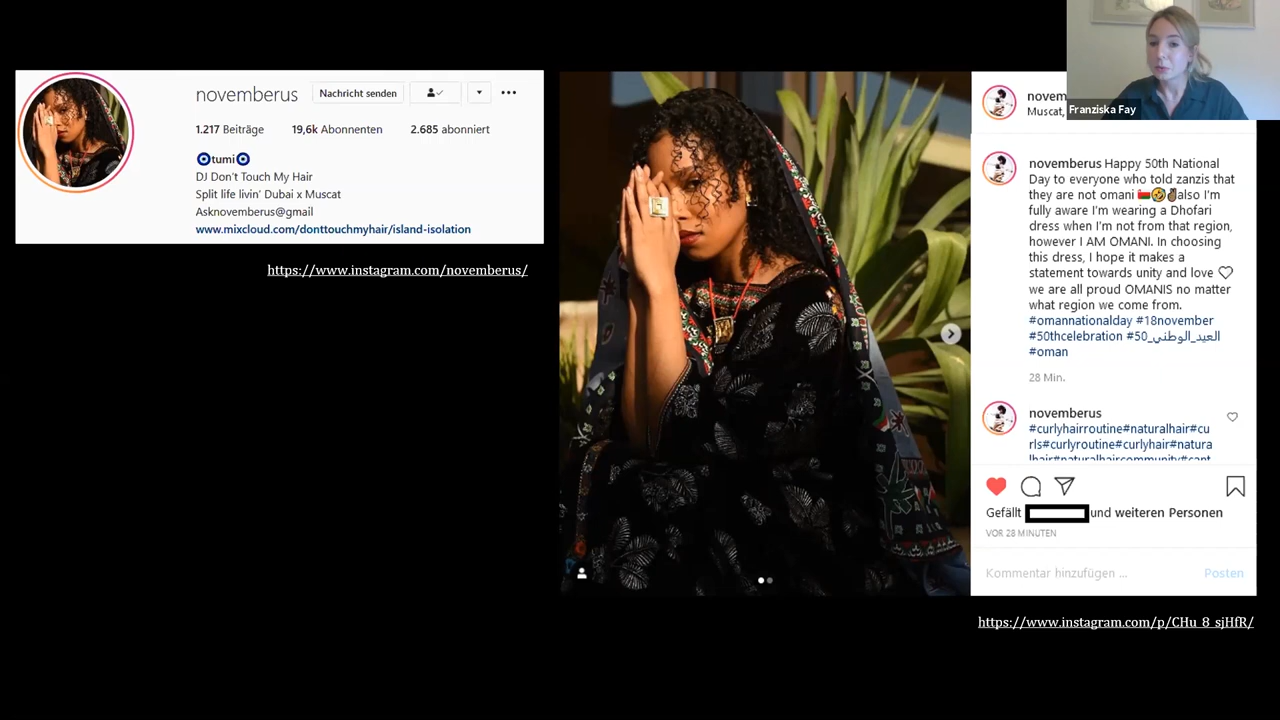 novemberus Nachricht senden
1.217 Beiträge 19,6k Abonnenten 2.685 abonniert
🧿tumi🧿
DJ Don't Touch My Hair
Split life livin' Dubai x Muscat
Asknovemberus@gmail
www.mixcloud.com/donttouchmyhair/island-isolation
https://www.instagram.com/novemberus/
Franziska Fay
novem
Muscat,
novemberus Happy 50th National
Day to everyone who told zanzis that
they are not omani 🇴🇲🤣✌🏾also I'm
fully aware I'm wearing a Dhofari
dress when I'm not from that region,
however I AM OMANI. In choosing
this dress, I hope it makes a
statement towards unity and love ♡
we are all proud OMANIS no matter
what region we come from.
#omannationalday #18november
#50thcelebration #العيد_الوطني_50
#oman
28 Min.
novemberus
#curlyhairroutine#naturalhair#cu
rls#curlyroutine#curlyhair#natura
lhair#naturalhaircommunity#cant
Gefällt und weiteren Personen
VOR 28 MINUTEN
Kommentar hinzufügen ... Posten
https://www.instagram.com/p/CHu_8_sjHfR/